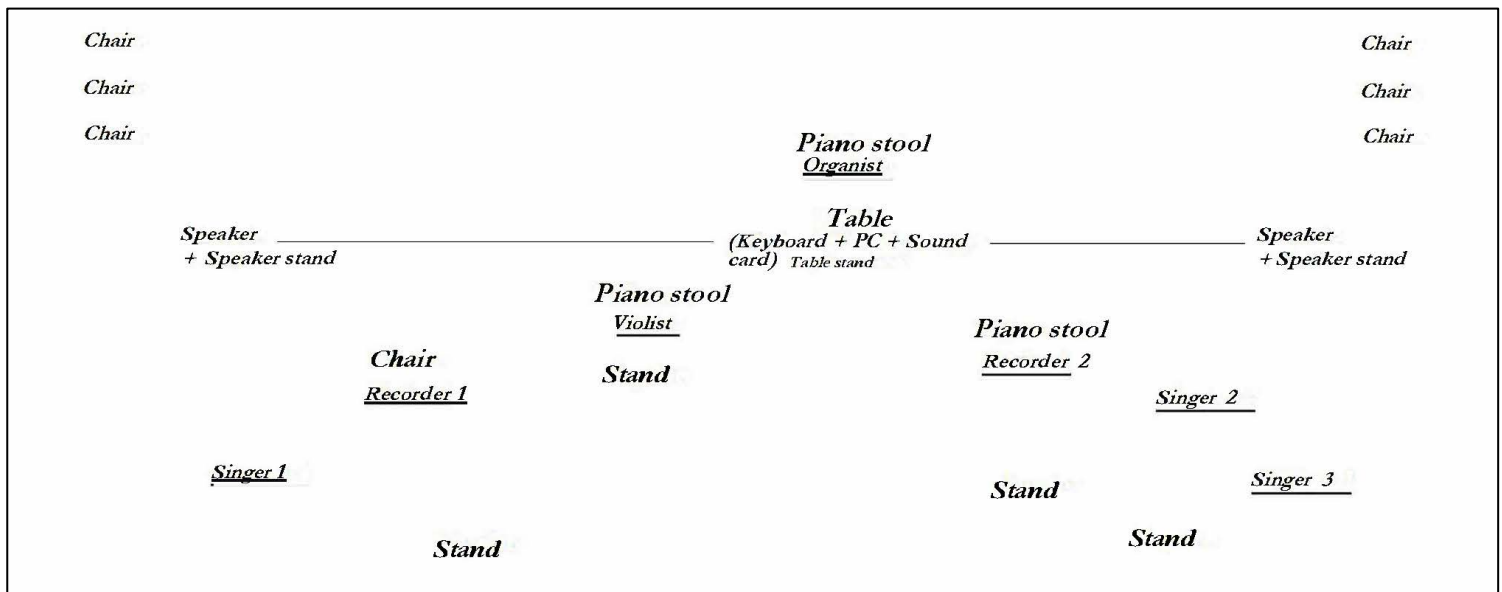 Chair
Chair
Chair
Chair
Chair
Chair
Piano stool
Organist
Table
(Keyboard + PC + Sound
card) Table stand
Speaker
+ Speaker stand
Speaker
+ Speaker stand
Piano stool
Violist
Stand
Piano stool
Recorder 2
Chair
Recorder 1
Singer 2
Singer 1
Singer 3
Stand
Stand
Stand